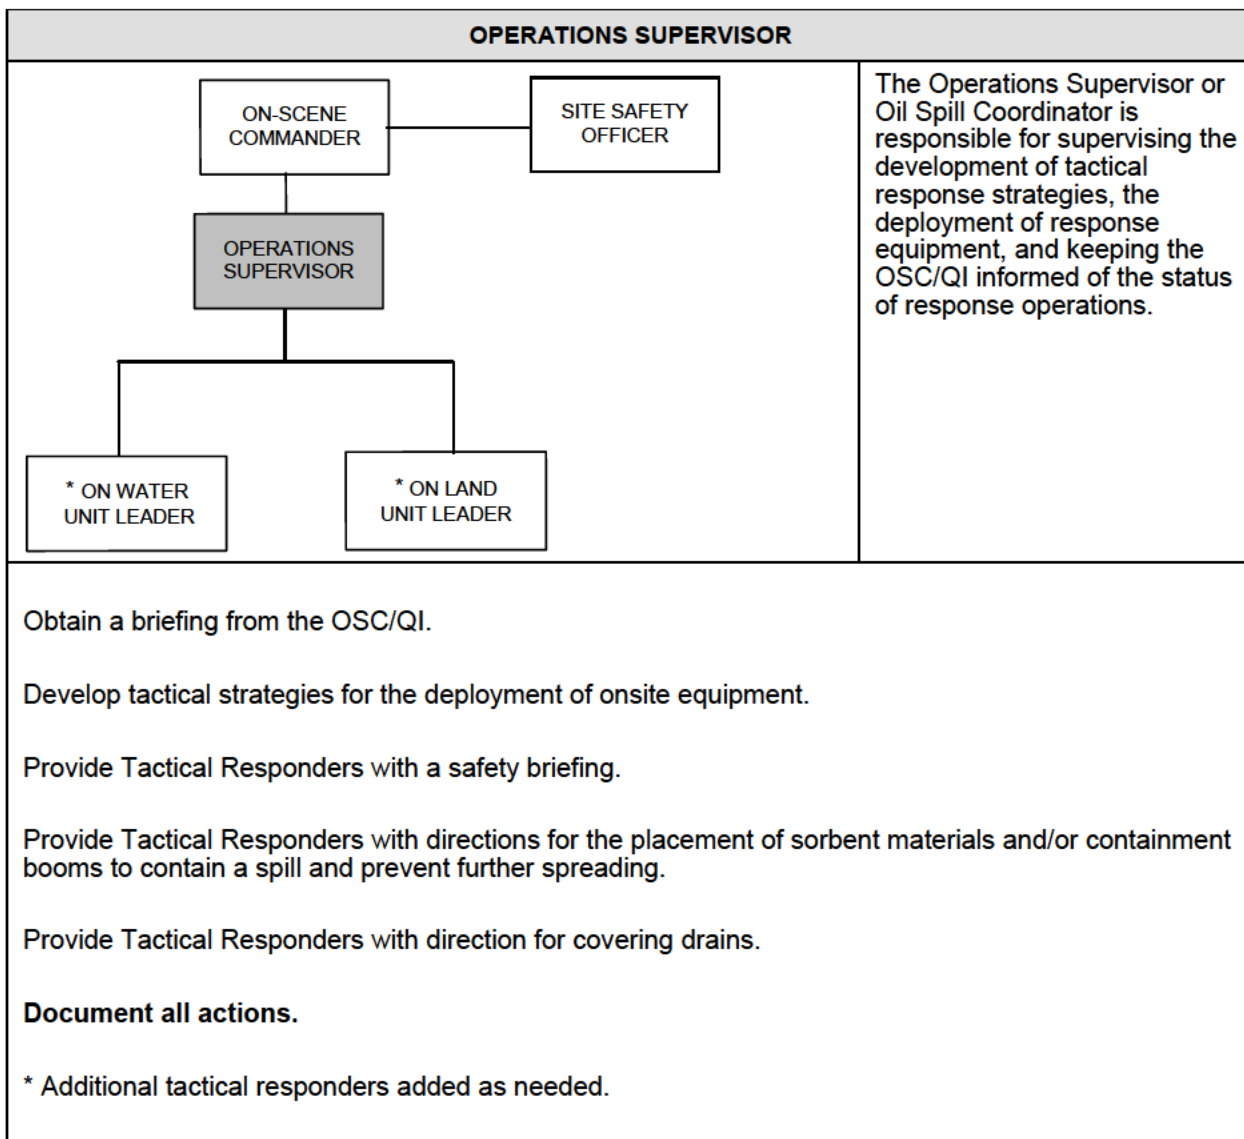 OPERATIONS SUPERVISOR
ON-SCENE
COMMANDER
SITE SAFETY
OFFICER
OPERATIONS
SUPERVISOR
* ON WATER
UNIT LEADER
* ON LAND
UNIT LEADER
The Operations Supervisor or
Oil Spill Coordinator is
responsible for supervising the
development of tactical
response strategies, the
deployment of response
equipment, and keeping the
OSC/QI informed of the status
of response operations.
Obtain a briefing from the OSC/QI.
Develop tactical strategies for the deployment of onsite equipment.
Provide Tactical Responders with a safety briefing.
Provide Tactical Responders with directions for the placement of sorbent materials and/or containment
booms to contain a spill and prevent further spreading.
Provide Tactical Responders with direction for covering drains.
Document all actions.
* Additional tactical responders added as needed.